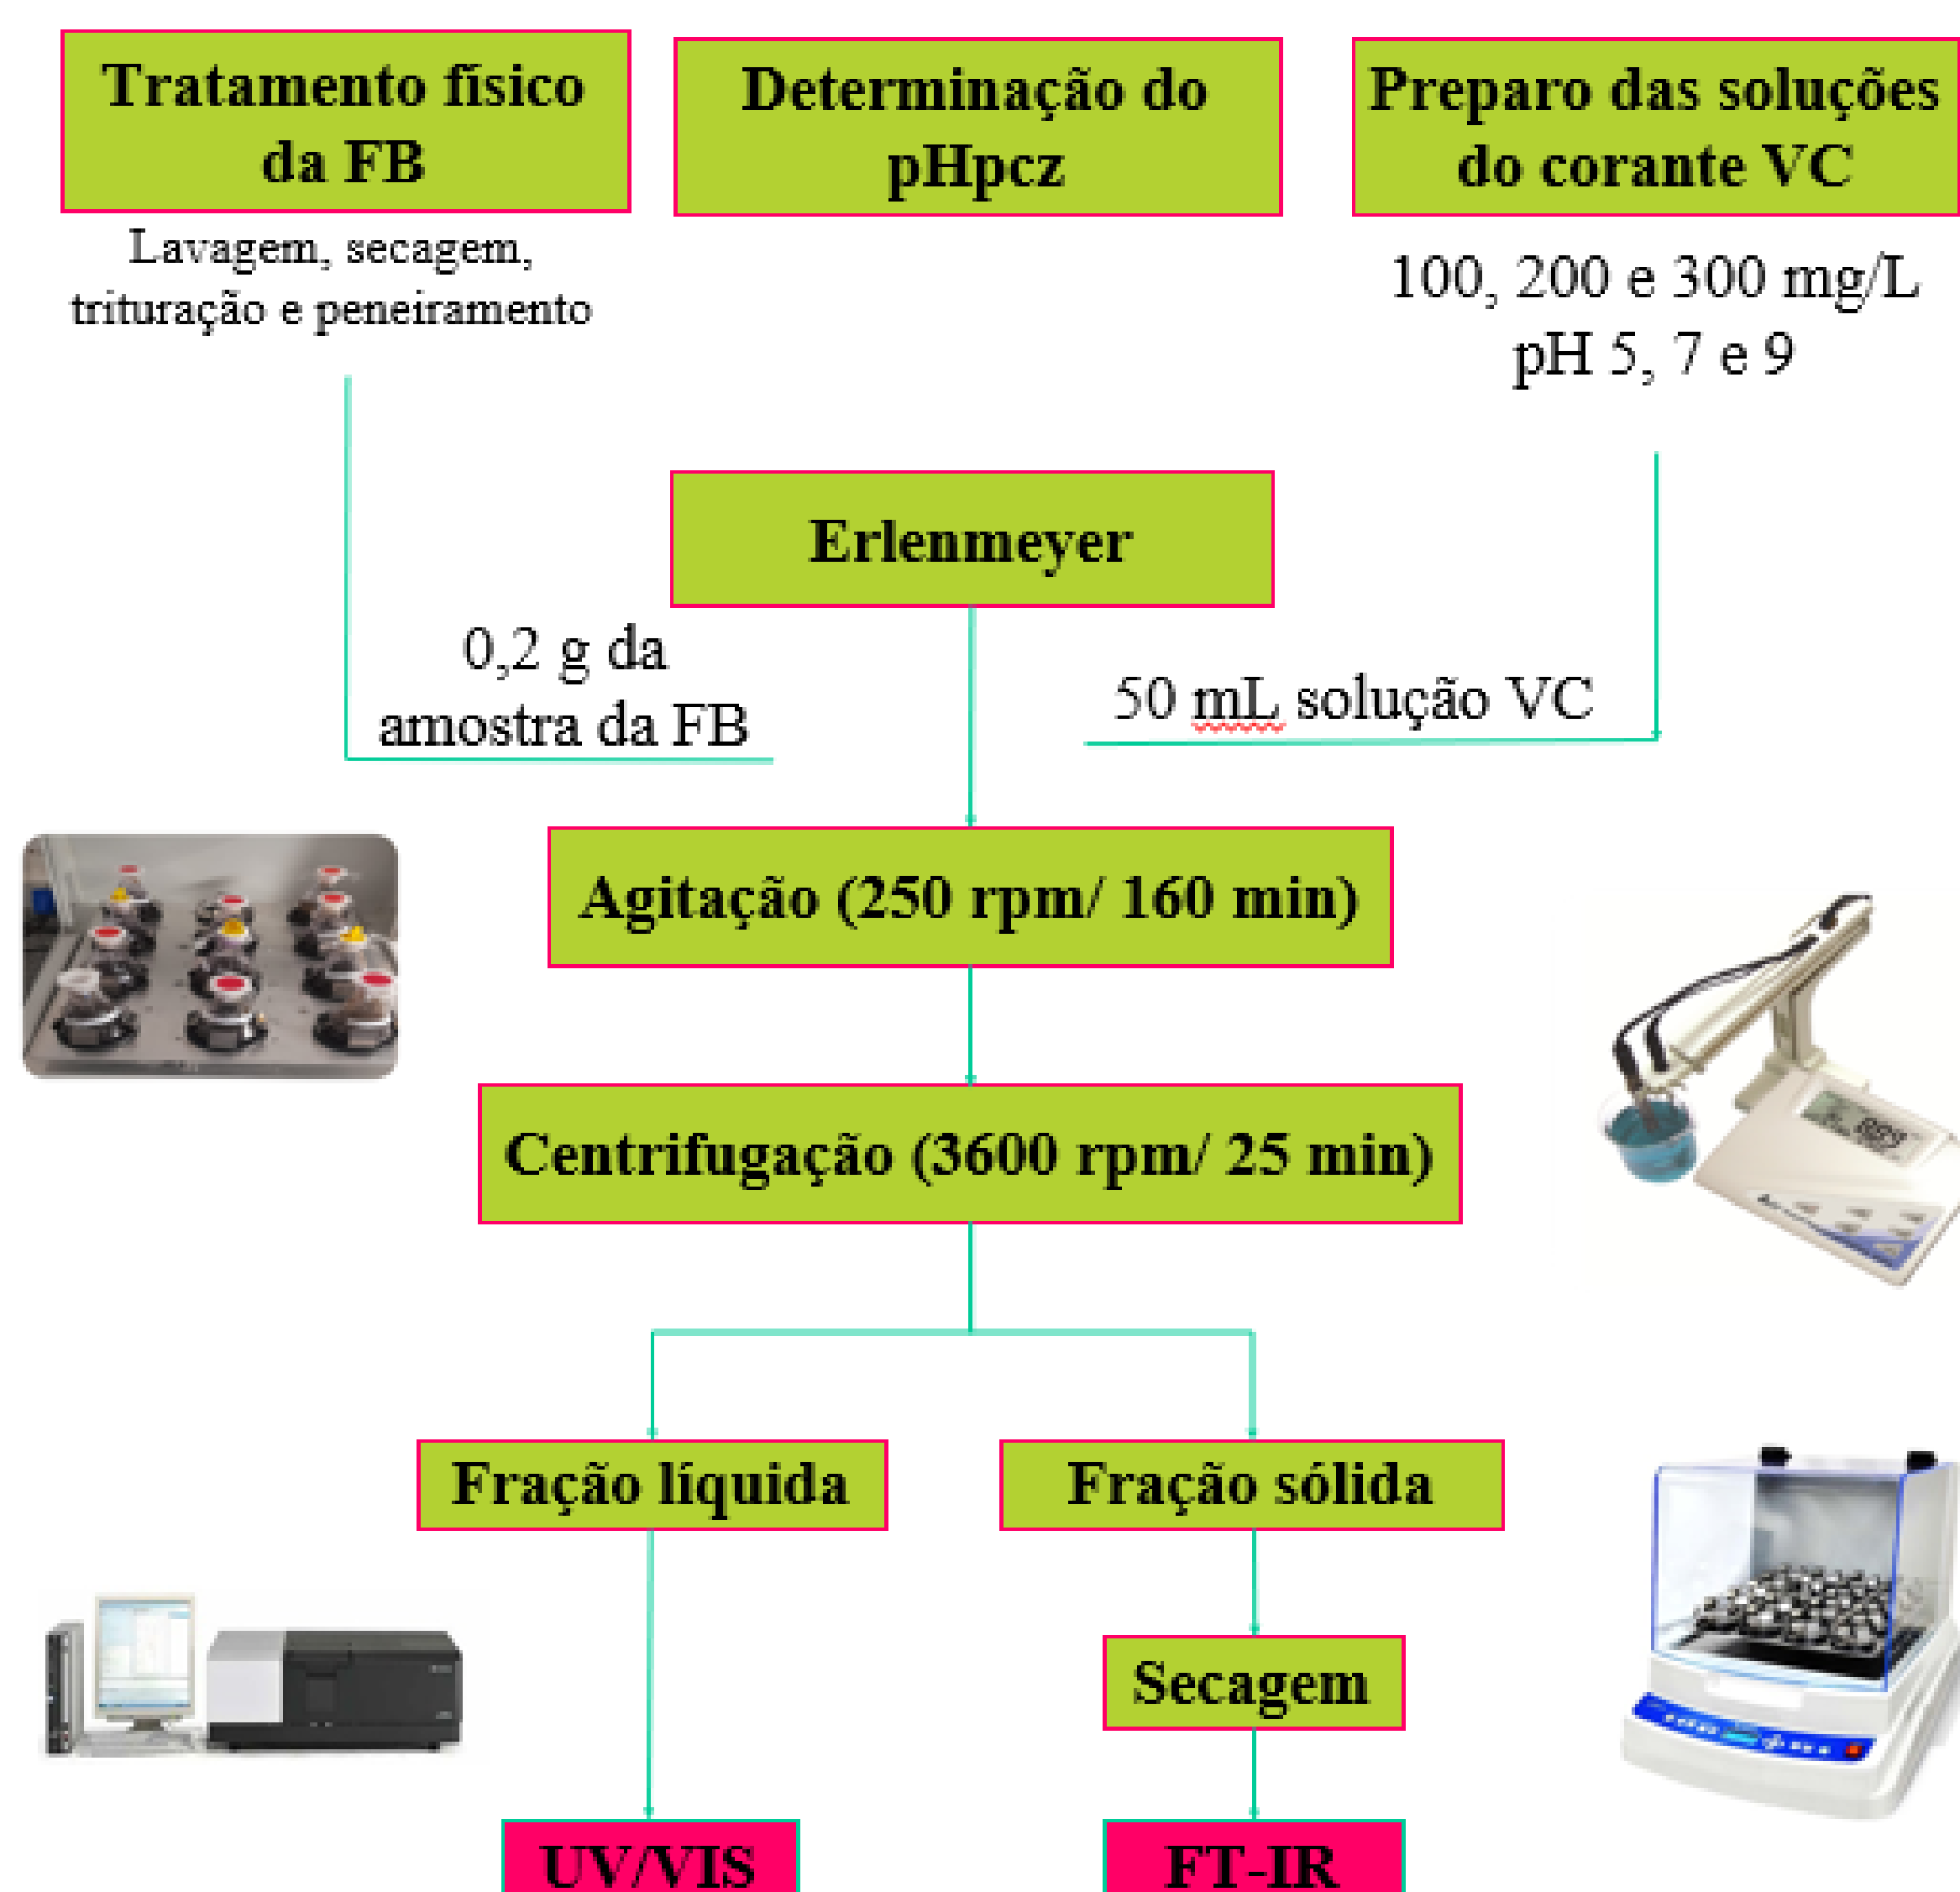 Tratamento físico
da FB
Determinação do
pHpcz
Preparo das soluções
do corante VC
Lavagem, secagem,
trituração e peneiramento
100, 200 e 300 mg/L
pH 5, 7 e 9
Erlenmeyer
0,2 g da
amostra da FB
50 mL solução VC
Agitação (250 rpm/ 160 min)
Centrifugação (3600 rpm/ 25 min)
Fração líquida
Fração sólida
Secagem
UV/VIS
FT-IR